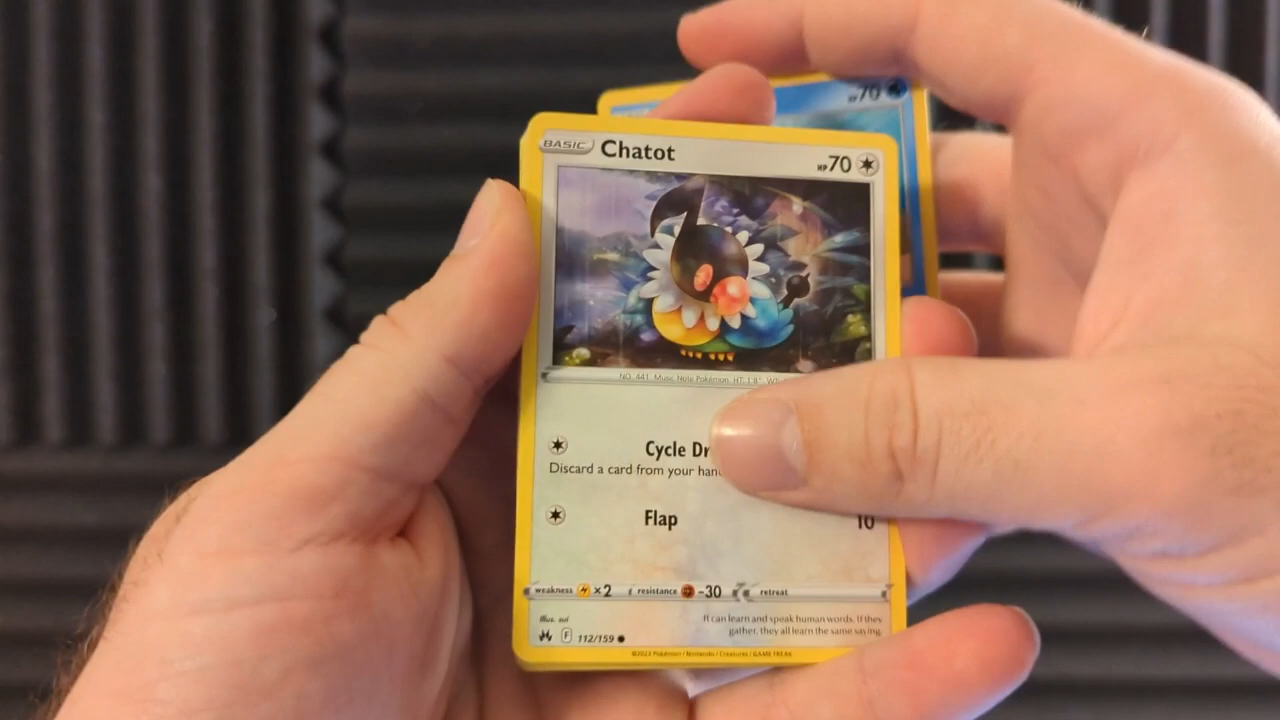 HP70
BASIC Chatot HP70
NO. 441 Music Note Pokémon HT: 1'8"
Cycle Dr
Discard a card from your han
Flap 10
weakness ×2 resistance -30 retreat
Illus. sui
It can learn and speak human words. If they
gather, they all learn the same saying.
F 112/159
©2023 Pokémon / Nintendo / Creatures / GAME FREAK